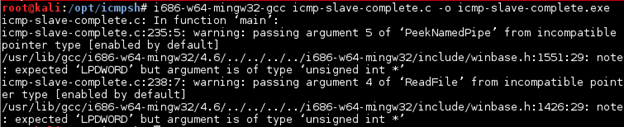 root@kali:/opt/icmpsh# i686-w64-mingw32-gcc icmp-slave-complete.c -o icmp-slave-complete.exe
icmp-slave-complete.c: In function ‘main’:
icmp-slave-complete.c:235:5: warning: passing argument 5 of ‘PeekNamedPipe’ from incompatible
pointer type [enabled by default]
/usr/lib/gcc/i686-w64-mingw32/4.6/../../../../i686-w64-mingw32/include/winbase.h:1551:29: note
: expected ‘LPDWORD’ but argument is of type ‘unsigned int *’
icmp-slave-complete.c:238:7: warning: passing argument 4 of ‘ReadFile’ from incompatible point
er type [enabled by default]
/usr/lib/gcc/i686-w64-mingw32/4.6/../../../../i686-w64-mingw32/include/winbase.h:1426:29: note
: expected ‘LPDWORD’ but argument is of type ‘unsigned int *’